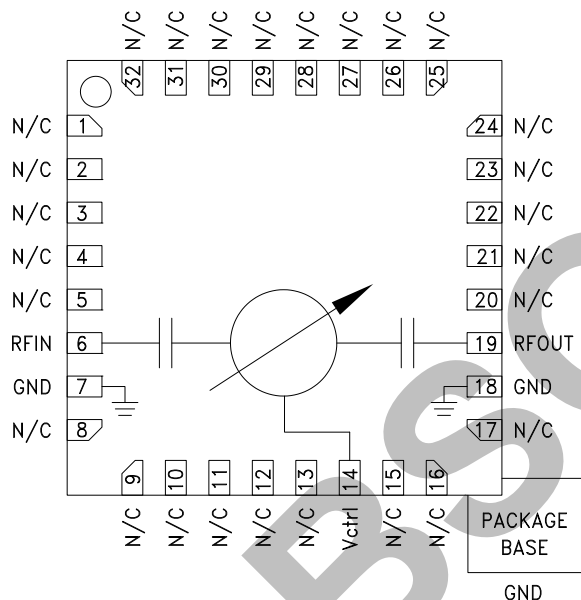 N/C N/C N/C N/C N/C N/C N/C N/C
32 31 30 29 28 27 26 25
N/C 1 24 N/C
N/C 2 23 N/C
N/C 3 22 N/C
N/C 4 21 N/C
N/C 5 20 N/C
RFIN 6 19 RFOUT
GND 7 18 GND
N/C 8 17 N/C
9 10 11 12 13 14 15 16
N/C N/C N/C N/C N/C Vctrl N/C N/C
PACKAGE
BASE
GND